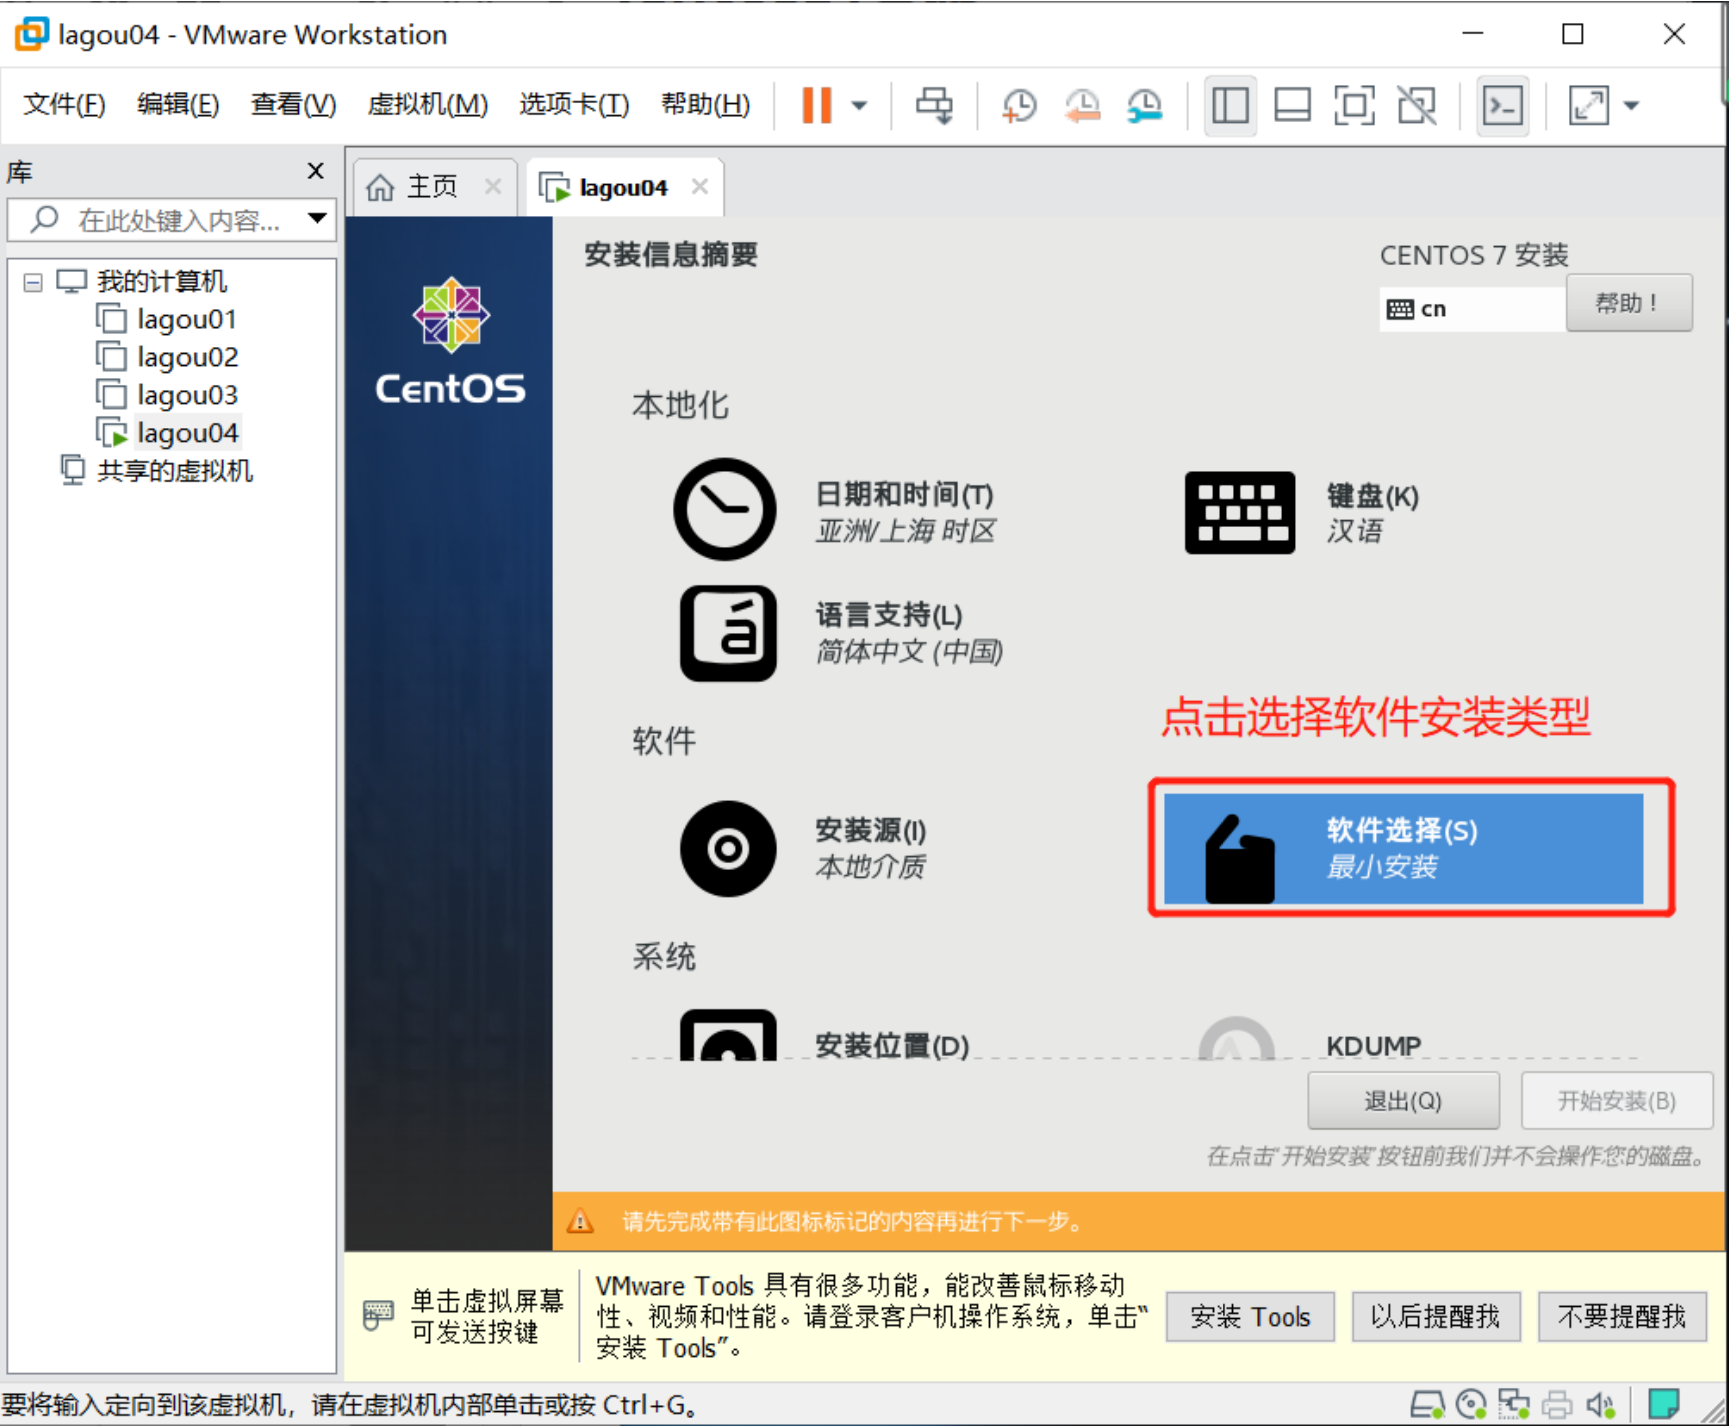 lagou04 - VMware Workstation
文件(F) 编辑(E) 查看(V) 虚拟机(M) 选项卡(T) 帮助(H)
库
在此处键入内容...
我的计算机
lagou01
lagou02
lagou03
lagou04
共享的虚拟机
主页
lagou04
CentOS
安装信息摘要
CENTOS 7 安装
cn
帮助！
本地化
日期和时间(T)
亚洲/上海 时区
键盘(K)
汉语
语言支持(L)
简体中文 (中国)
点击选择软件安装类型
软件
安装源(I)
本地介质
软件选择(S)
最小安装
系统
安装位置(D)
KDUMP
退出(Q)
开始安装(B)
在点击'开始安装'按钮前我们并不会操作您的磁盘。
请先完成带有此图标标记的内容再进行下一步。
单击虚拟屏幕
可发送按键
VMware Tools 具有很多功能，能改善鼠标移动
性、视频和性能。请登录客户机操作系统，单击“
安装 Tools”。
安装 Tools
以后提醒我
不要提醒我
要将输入定向到该虚拟机，请在虚拟机内部单击或按 Ctrl+G。